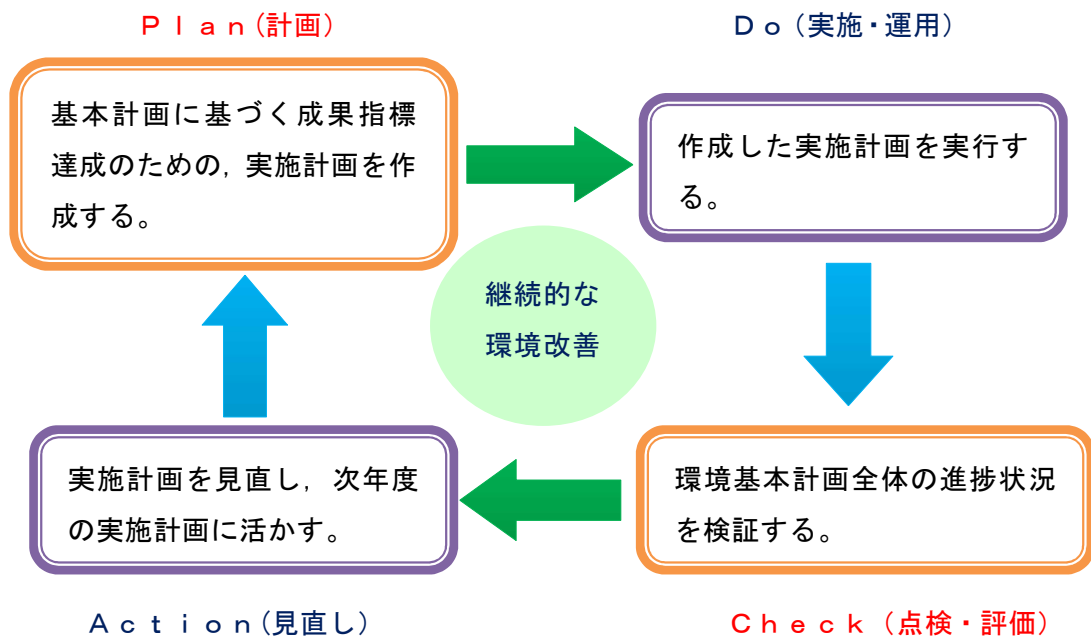 Ｐｌａｎ(計画)
Ｄｏ(実施・運用)
基本計画に基づく成果指標
達成のための，実施計画を作
成する。
作成した実施計画を実行す
る。
継続的な
環境改善
実施計画を見直し，次年度
の実施計画に活かす。
環境基本計画全体の進捗状況
を検証する。
Ａｃｔｉｏｎ(見直し)
Ｃｈｅｃｋ(点検・評価)